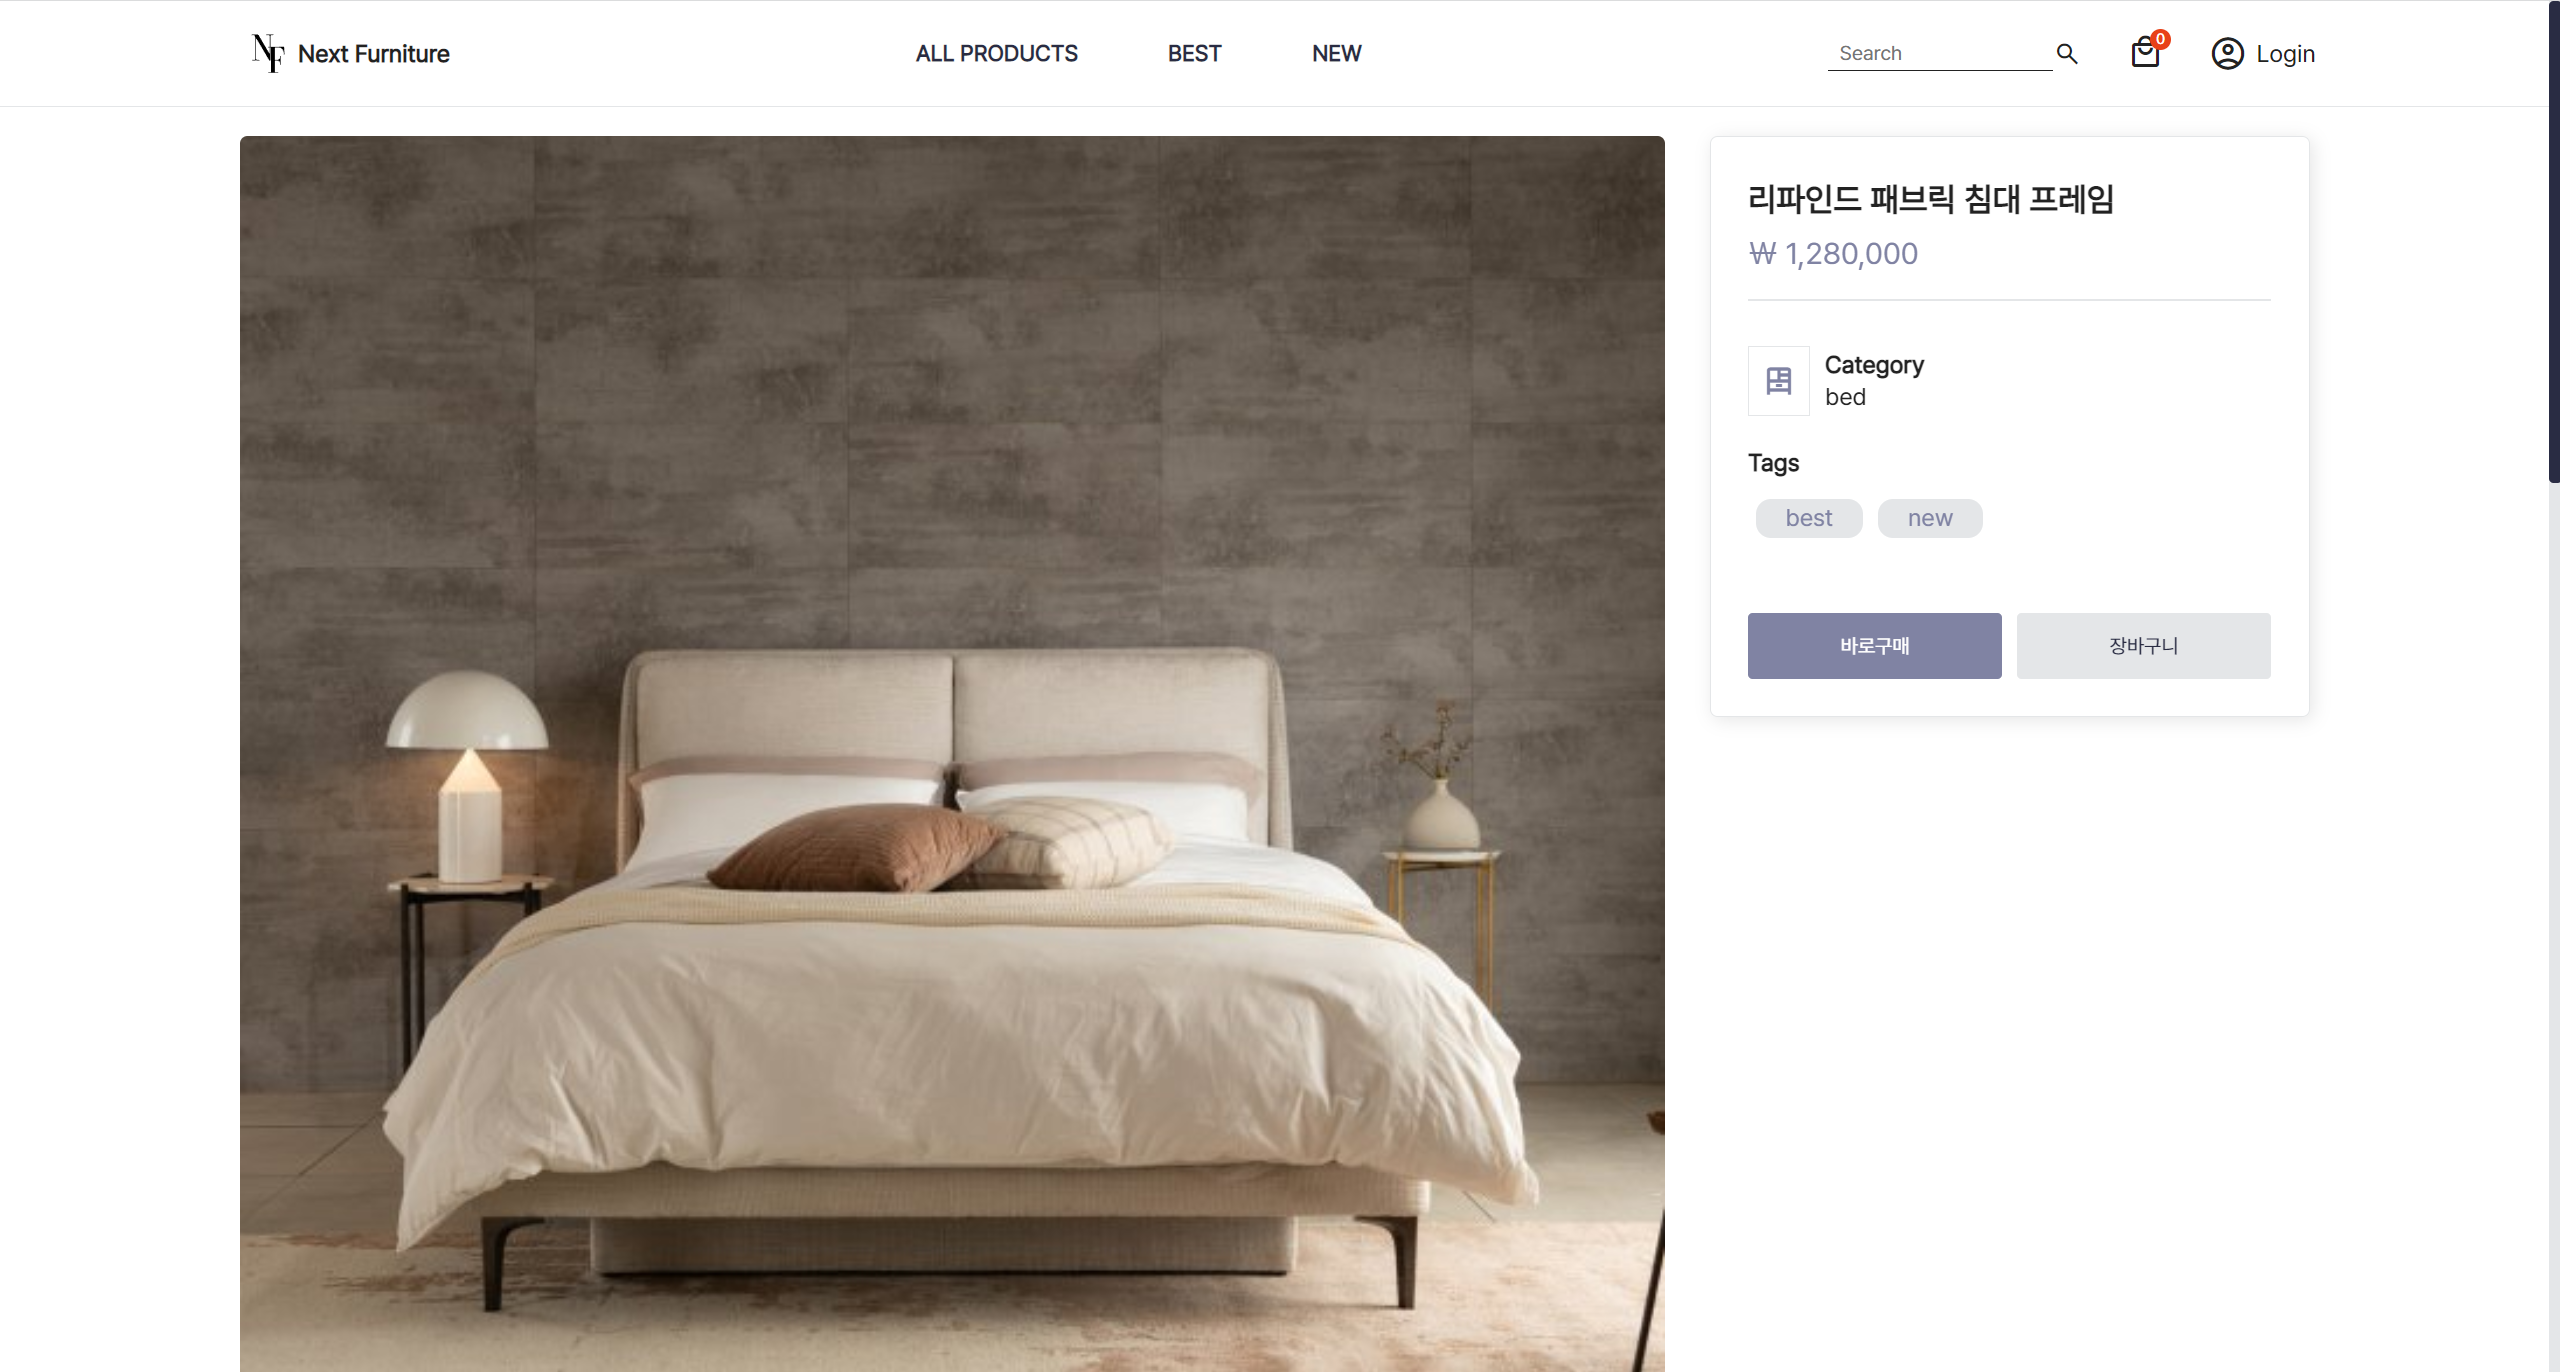 NF Next Furniture
ALL PRODUCTS
BEST
NEW
Search
0
Login
리파인드 패브릭 침대 프레임
₩ 1,280,000
Category
bed
Tags
best new
바로구매 장바구니